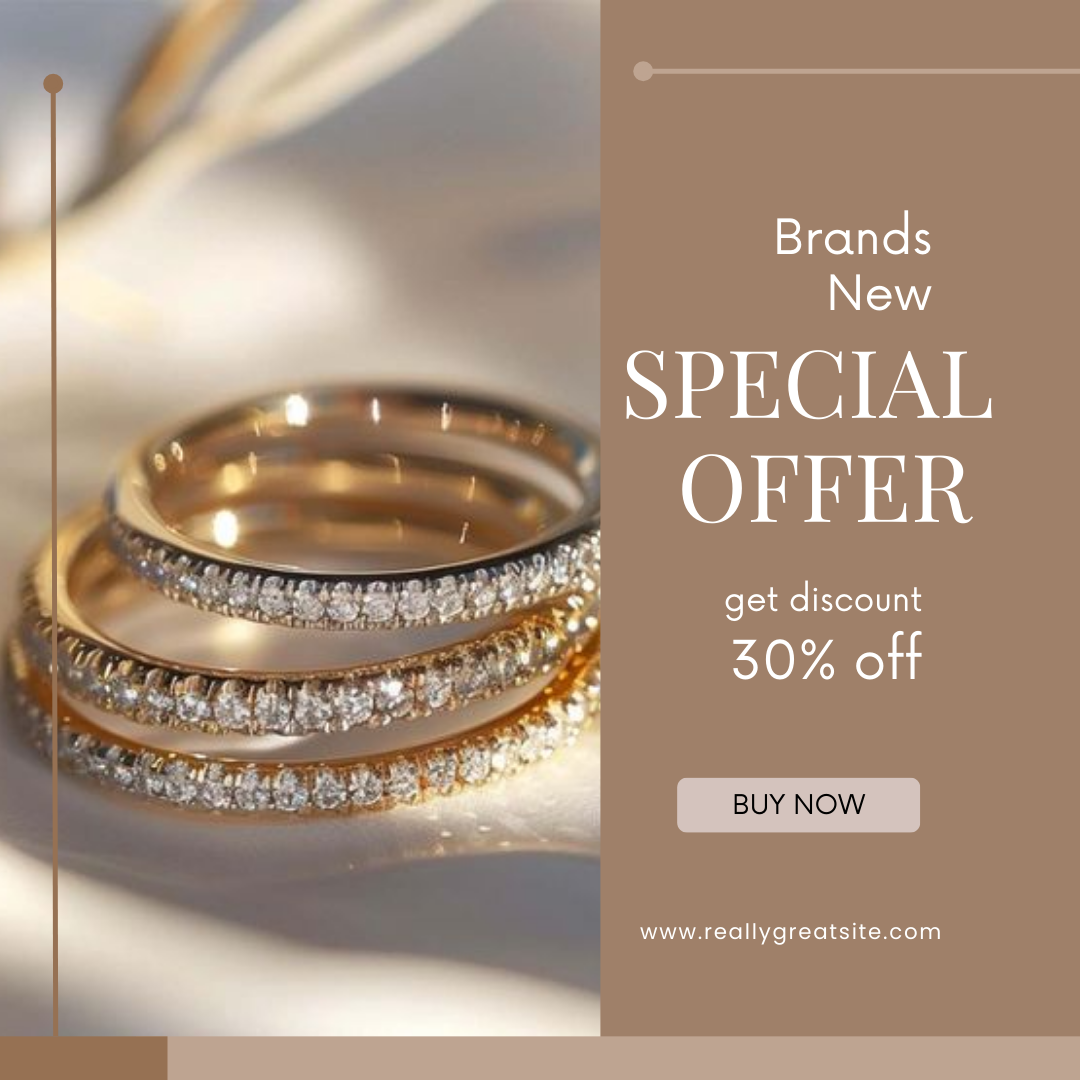 Brands
New
SPECIAL
OFFER
get discount
30% off
BUY NOW
www.reallygreatsite.com